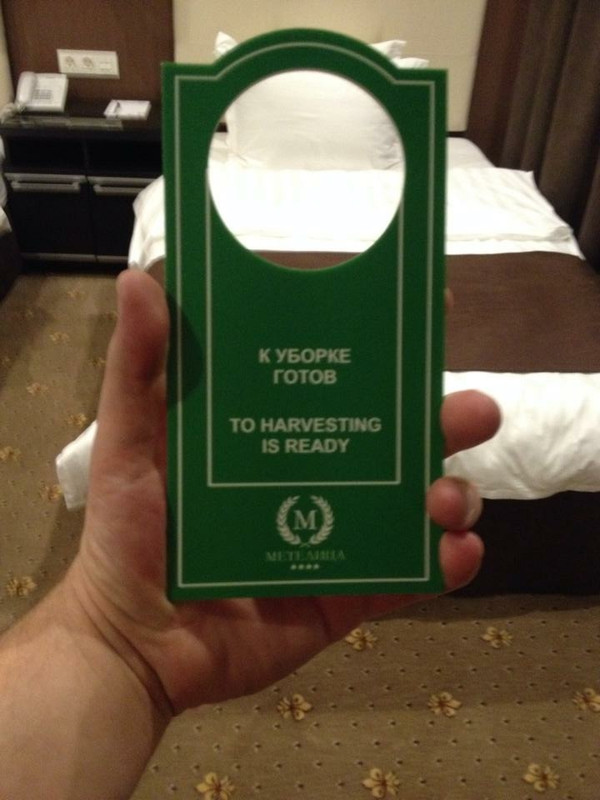 К УБОРКЕ
ГОТОВ
TO HARVESTING
IS READY
M
МЕТЕЛИЦА